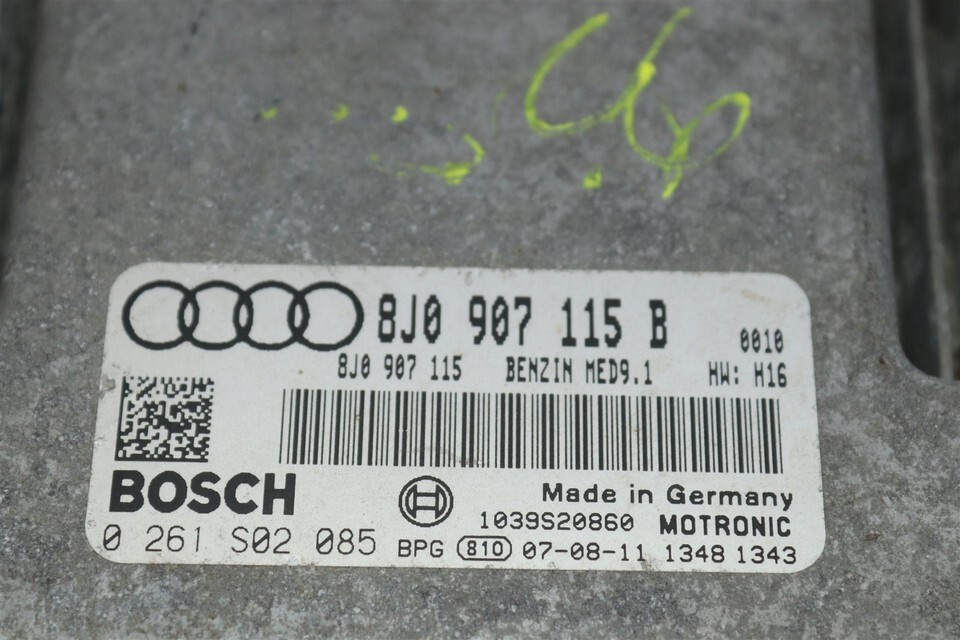 8J0 907 115 B 0010
8J0 907 115 BENZIN MED9.1 HW: H16
BOSCH
Made in Germany
1039S20860 MOTRONIC
0 261 S02 085 BPG 810 07-08-11 1348 1343